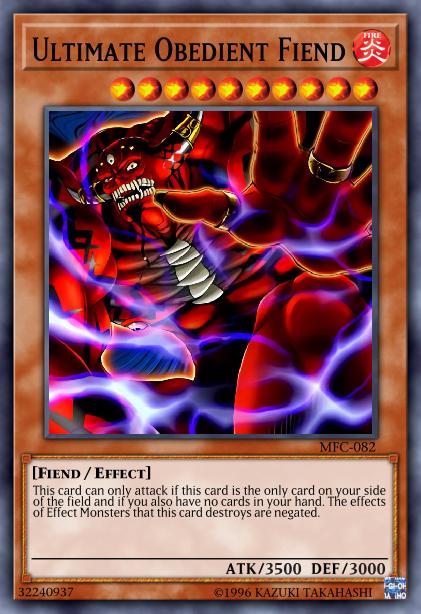 ULTIMATE OBEDIENT FIEND
FIRE
炎
MFC-082
[FIEND / EFFECT]
This card can only attack if this card is the only card on your side
of the field and if you also have no cards in your hand. The effects
of Effect Monsters that this card destroys are negated.
ATK/3500 DEF/3000
32240937
©1996 KAZUKI TAKAHASHI